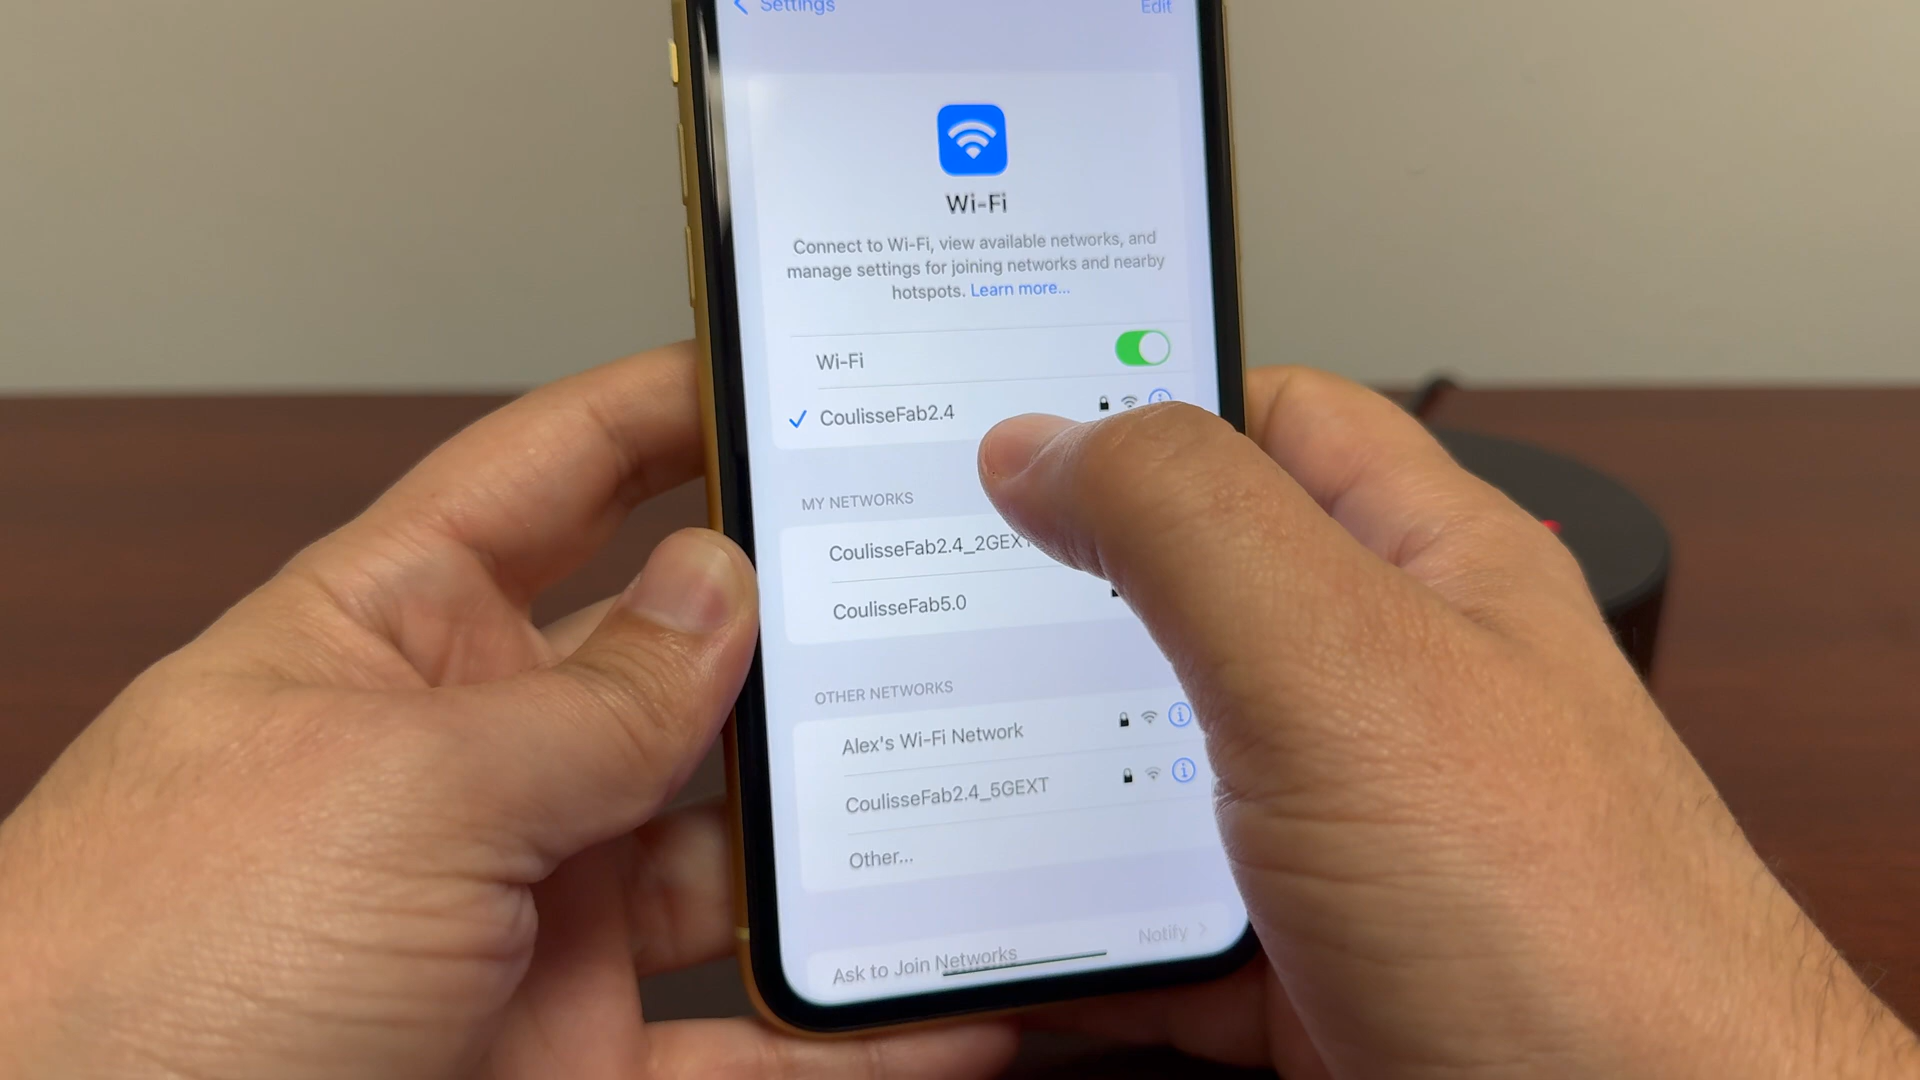 Settings
Edit
Wi-Fi
Connect to Wi-Fi, view available networks, and
manage settings for joining networks and nearby
hotspots. Learn more...
Wi-Fi
CoulisseFab2.4
MY NETWORKS
CoulisseFab2.4_2GEXT
CoulisseFab5.0
OTHER NETWORKS
Alex's Wi-Fi Network
CoulisseFab2.4_5GEXT
Other...
Ask to Join Networks
Notify